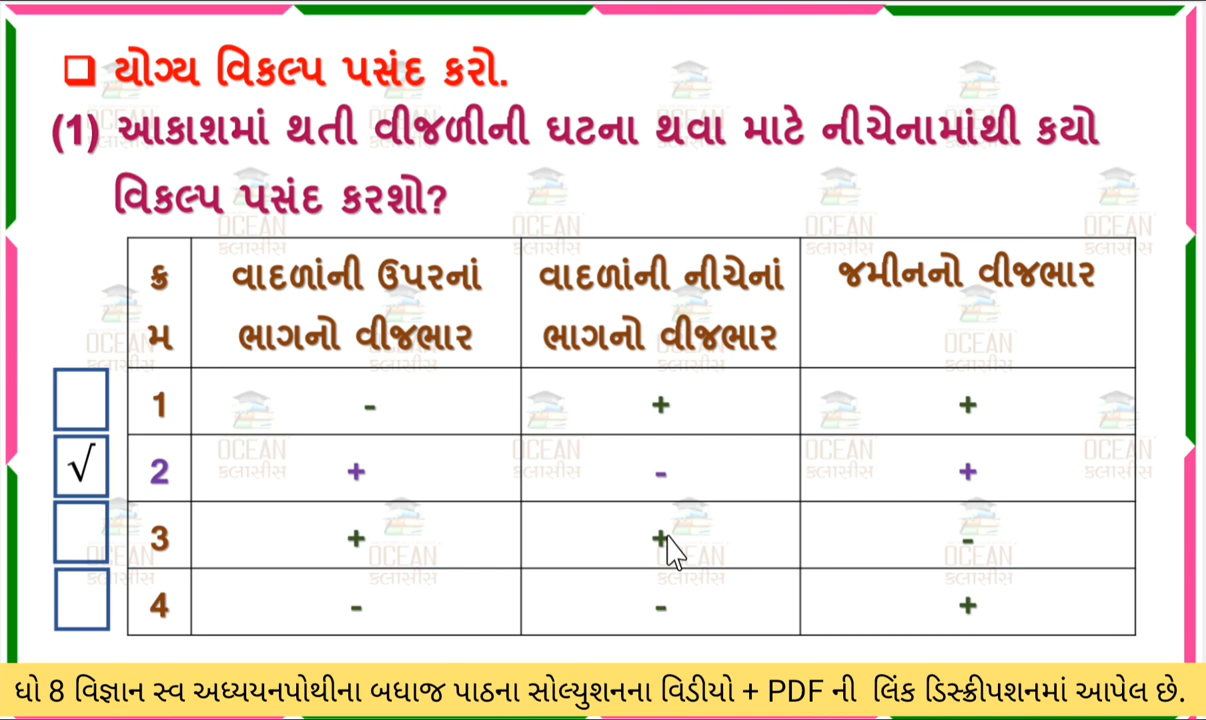 ❑ યોગ્ય વિકલ્પ પસંદ કરો.
(1) આકાશમાં થતી વીજળીની ઘટના થવા માટે નીચેનામાંથી કયો
વિકલ્પ પસંદ કરશો?
ક્રમ વાદળાંની ઉપરનાં ભાગનો વીજભાર વાદળાંની નીચેનાં ભાગનો વીજભાર જમીનનો વીજભાર
1 - + +
√ 2 + - +
3 + + -
4 - - +
ધો 8 વિજ્ઞાન સ્વ અધ્યયનપોથીના બધાજ પાઠના સોલ્યુશનના વિડીયો + PDF ની લિંક ડિસ્ક્રીપશનમાં આપેલ છે.
OCEAN
કલાસીસ